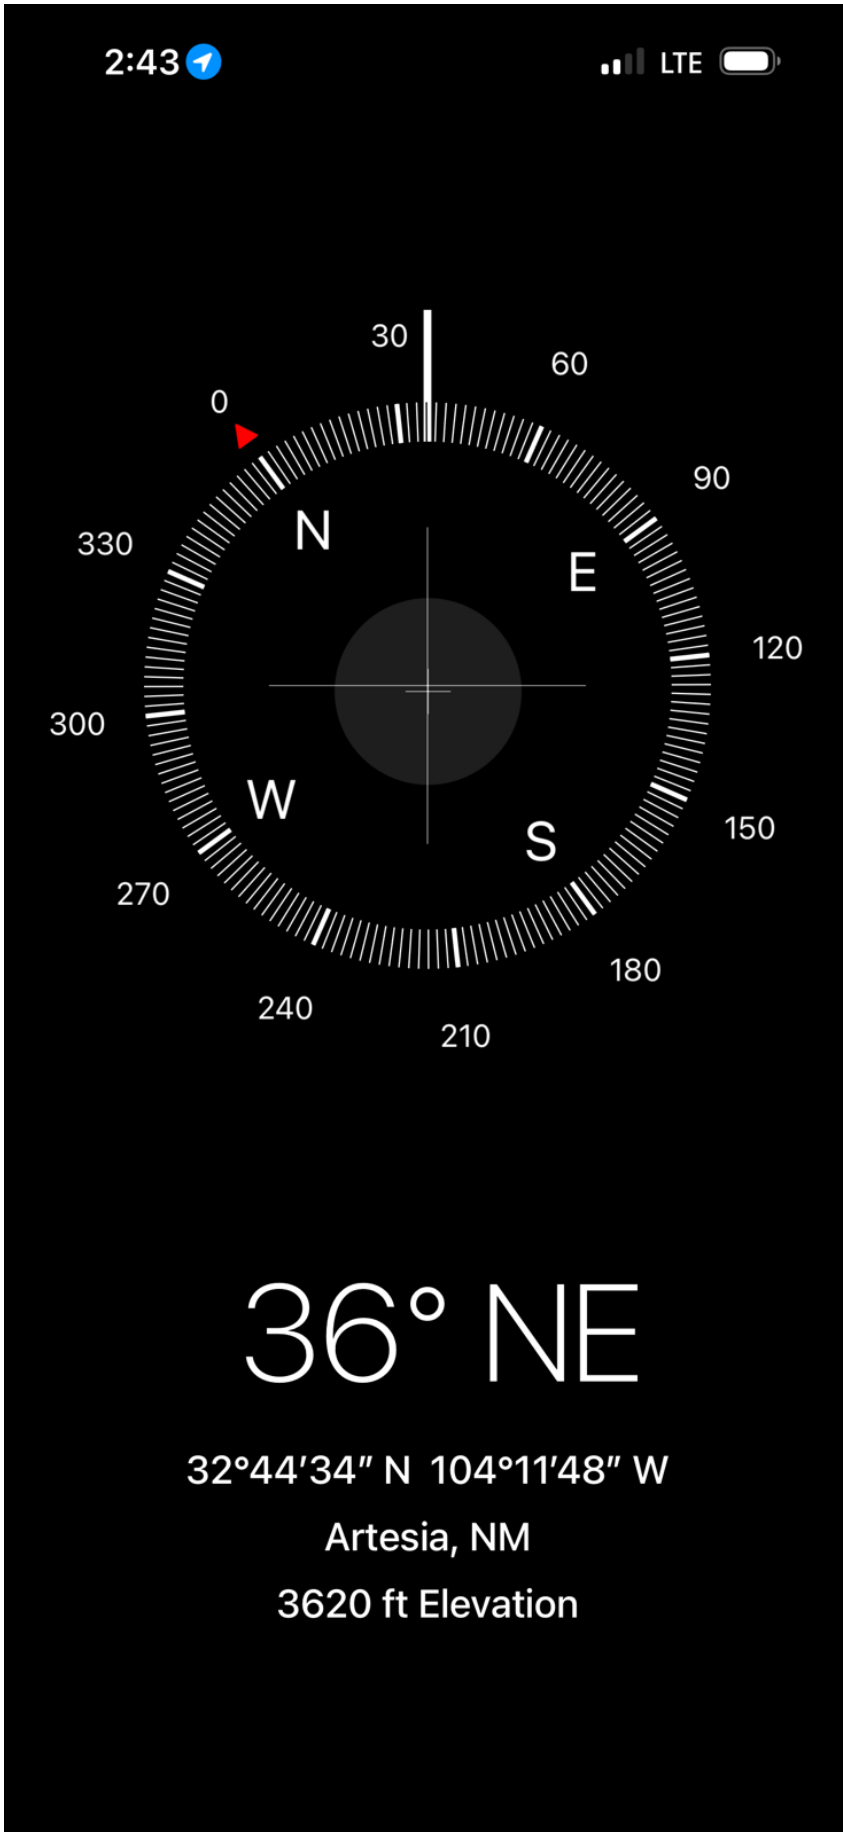 2:43 LTE
30
60
0
90
N
330
E
120
300
W
150
S
270
180
240
210
36° NE
32°44′34″ N 104°11′48″ W
Artesia, NM
3620 ft Elevation